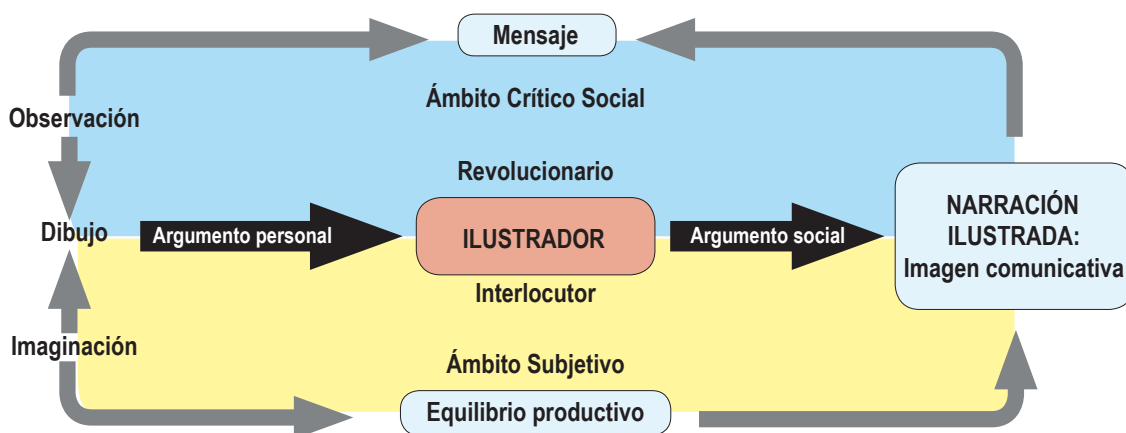 Mensaje
Ámbito Crítico Social
Observación
Revolucionario
Dibujo
Argumento personal
ILUSTRADOR
Argumento social
NARRACIÓN
ILUSTRADA:
Imagen comunicativa
Interlocutor
Imaginación
Ámbito Subjetivo
Equilibrio productivo